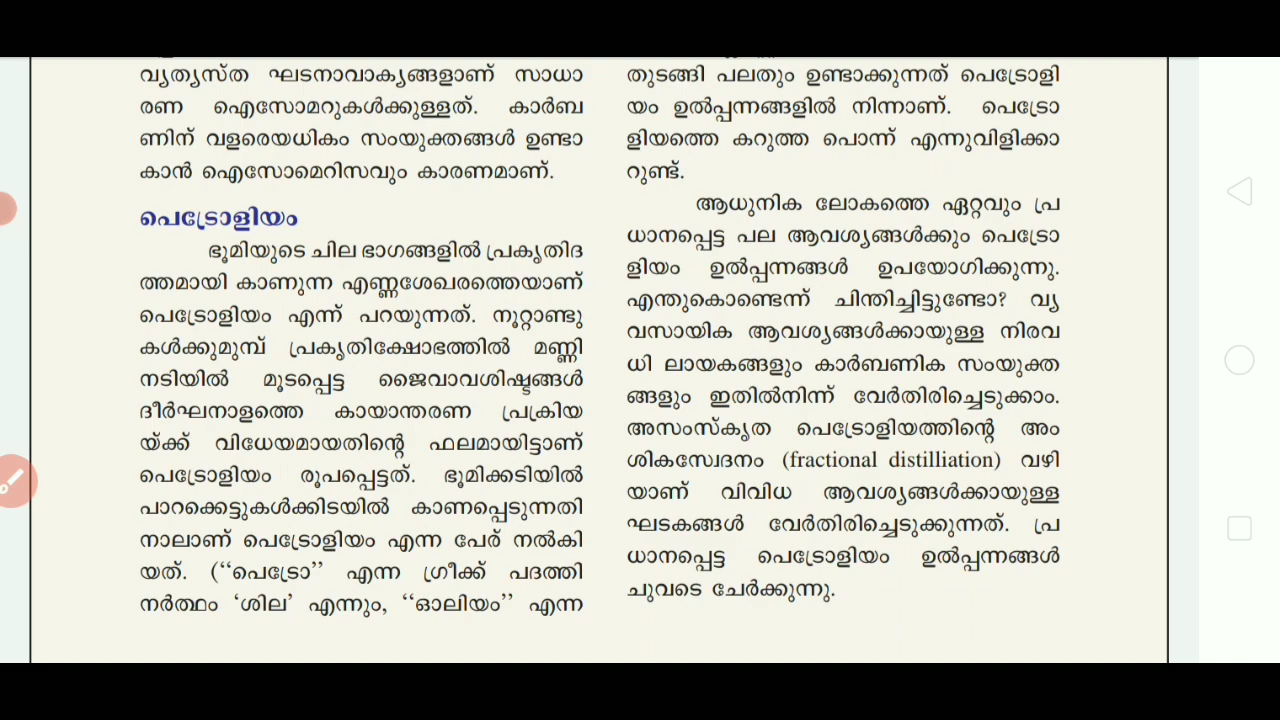 വ്യത്യസ്ത ഘടനാവാക്യങ്ങളാണ് സാധാ
രണ ഐസോമറുകൾക്കുള്ളത്. കാർബ
ണിന് വളരെയധികം സംയുക്തങ്ങൾ ഉണ്ടാ
കാൻ ഐസോമെറിസവും കാരണമാണ്.
പെട്രോളിയം
ഭൂമിയുടെ ചില ഭാഗങ്ങളിൽ പ്രകൃതിദ
ത്തമായി കാണുന്ന എണ്ണശേഖരത്തെയാണ്
പെട്രോളിയം എന്ന് പറയുന്നത്. നൂറ്റാണ്ടു
കൾക്കുമുമ്പ് പ്രകൃതിക്ഷോഭത്തിൽ മണ്ണി
നടിയിൽ മൂടപ്പെട്ട ജൈവാവശിഷ്ടങ്ങൾ
ദീർഘനാളത്തെ കായാന്തരണ പ്രക്രിയ
യ്ക്ക് വിധേയമായതിന്റെ ഫലമായിട്ടാണ്
പെട്രോളിയം രൂപപ്പെട്ടത്. ഭൂമിക്കടിയിൽ
പാറക്കെട്ടുകൾക്കിടയിൽ കാണപ്പെടുന്നതി
നാലാണ് പെട്രോളിയം എന്ന പേര് നൽകി
യത്. (‘‘പെട്രോ’’ എന്ന ഗ്രീക്ക് പദത്തി
നർത്ഥം ‘ശില’ എന്നും, ‘‘ഓലിയം’’ എന്ന
തുടങ്ങി പലതും ഉണ്ടാക്കുന്നത് പെട്രോളി
യം ഉൽപ്പന്നങ്ങളിൽ നിന്നാണ്. പെട്രോ
ളിയത്തെ കറുത്ത പൊന്ന് എന്നുവിളിക്കാ
റുണ്ട്.
ആധുനിക ലോകത്തെ ഏറ്റവും പ്ര
ധാനപ്പെട്ട പല ആവശ്യങ്ങൾക്കും പെട്രോ
ളിയം ഉൽപ്പന്നങ്ങൾ ഉപയോഗിക്കുന്നു.
എന്തുകൊണ്ടെന്ന് ചിന്തിച്ചിട്ടുണ്ടോ? വ്യ
വസായിക ആവശ്യങ്ങൾക്കായുള്ള നിരവ
ധി ലായകങ്ങളും കാർബണിക സംയുക്ത
ങ്ങളും ഇതിൽനിന്ന് വേർതിരിച്ചെടുക്കാം.
അസംസ്കൃത പെട്രോളിയത്തിന്റെ അം
ശികസ്വേദനം (fractional distilliation) വഴി
യാണ് വിവിധ ആവശ്യങ്ങൾക്കായുള്ള
ഘടകങ്ങൾ വേർതിരിച്ചെടുക്കുന്നത്. പ്ര
ധാനപ്പെട്ട പെട്രോളിയം ഉൽപ്പന്നങ്ങൾ
ചുവടെ ചേർക്കുന്നു.